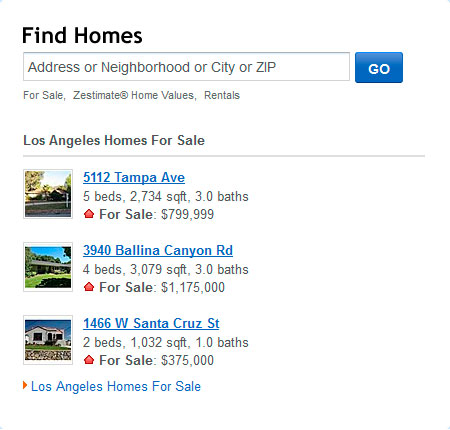 Find Homes
Address or Neighborhood or City or ZIP
GO
For Sale, Zestimate® Home Values, Rentals
Los Angeles Homes For Sale
5112 Tampa Ave
5 beds, 2,734 sqft, 3.0 baths
For Sale: $799,999
3940 Ballina Canyon Rd
4 beds, 3,079 sqft, 3.0 baths
For Sale: $1,175,000
1466 W Santa Cruz St
2 beds, 1,032 sqft, 1.0 baths
For Sale: $375,000
Los Angeles Homes For Sale